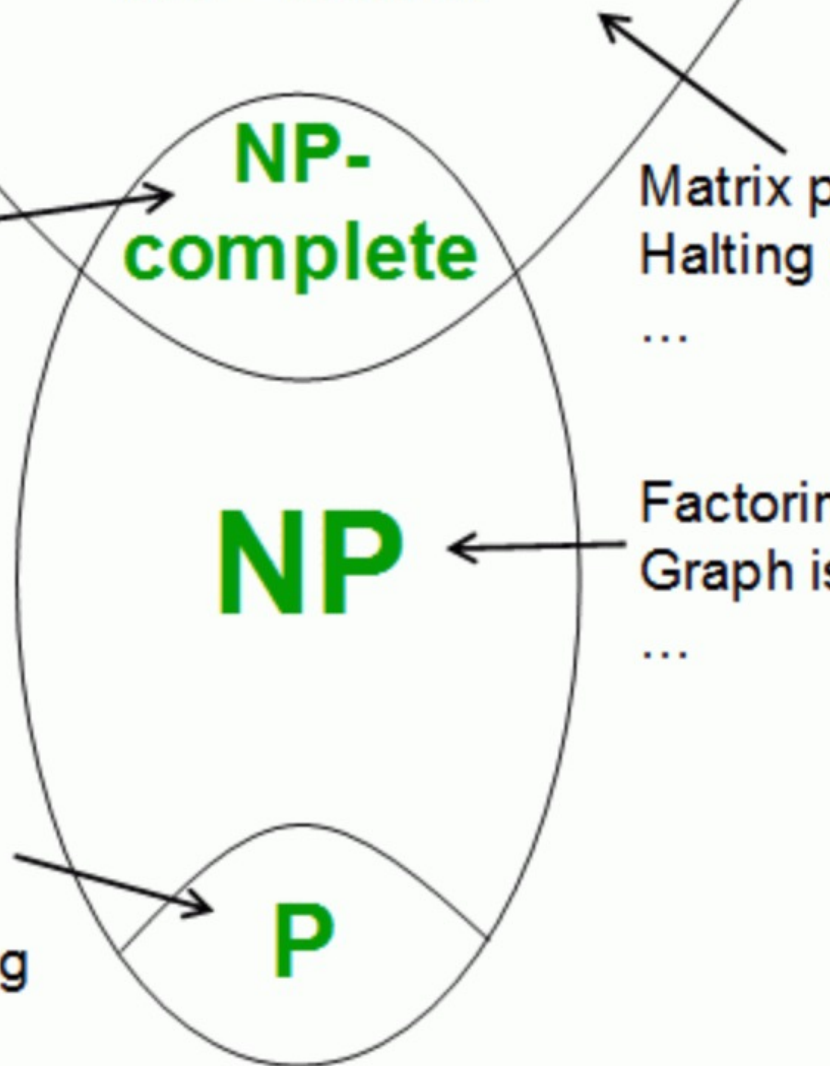 NP-
complete
Matrix p
Halting
...
NP
Factorin
Graph is
...
P
g